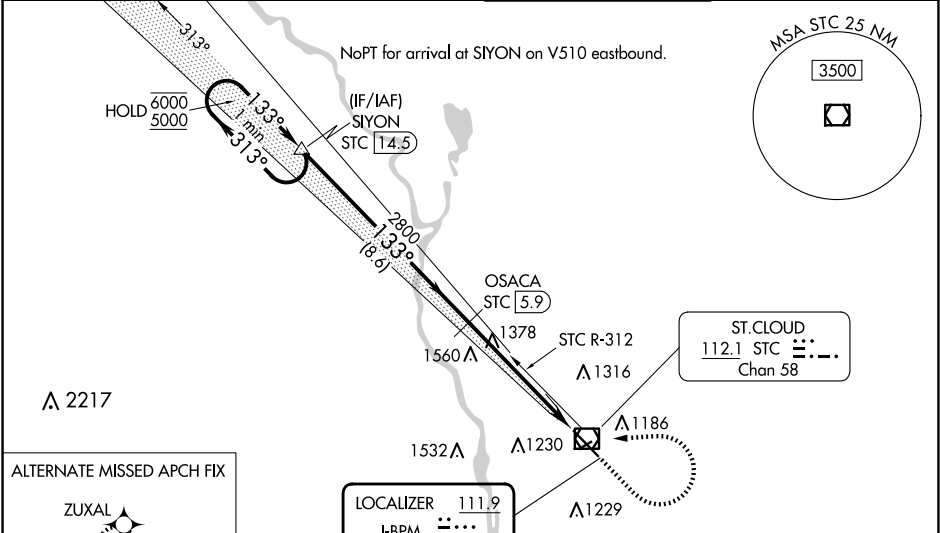 313°
NoPT for arrival at SIYON on V510 eastbound.
MSA STC 25 NM
3500
HOLD 6000
5000
133°
1 min
313°
(IF/IAF)
SIYON
STC 14.5
2800
133°
(8.6)
OSACA
STC 5.9
1378
1560
STC R-312
1316
ST.CLOUD
112.1 STC
Chan 58
2217
1532
1230
1186
1229
ALTERNATE MISSED APCH FIX
ZUXAL
LOCALIZER 111.9
I-BPM